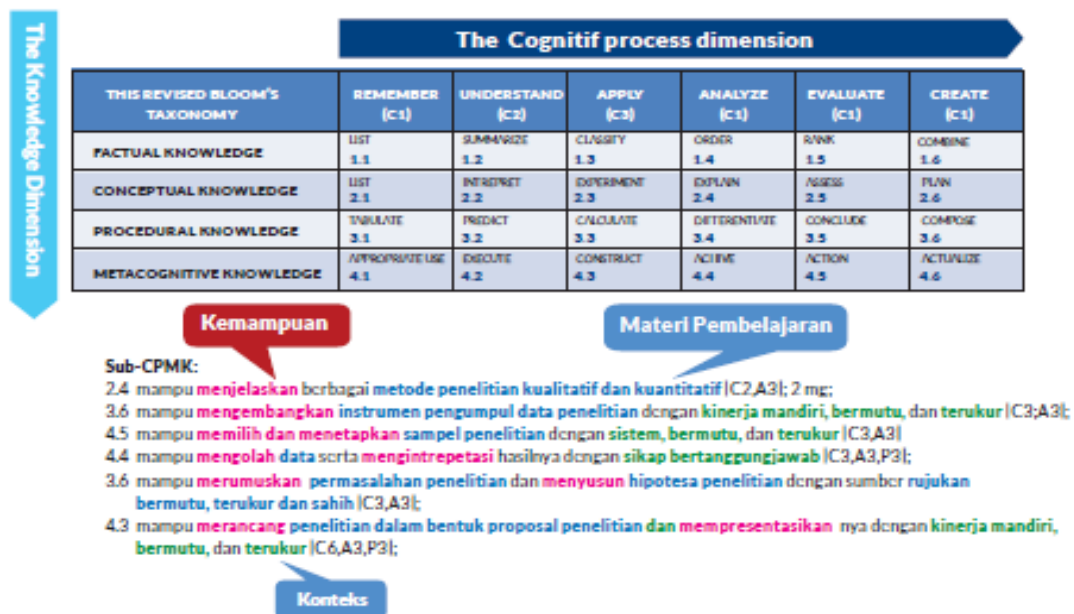 The Knowledge Dimension
The Cognitif process dimension
THIS REVISED BLOOM'S TAXONOMY
REMEMBER (C1)
UNDERSTAND (C2)
APPLY (C3)
ANALYZE (C1)
EVALUATE (C1)
CREATE (C1)
FACTUAL KNOWLEDGE
LIST 1.1
SUMMARIZE 1.2
CLASSIFY 1.3
ORDER 1.4
RANK 1.5
COMBINE 1.6
CONCEPTUAL KNOWLEDGE
LIST 2.1
INTREPRET 2.2
EXPERIMENT 2.3
EXPLAIN 2.4
ASSESS 2.5
PLAN 2.6
PROCEDURAL KNOWLEDGE
TABULATE 3.1
PREDICT 3.2
CALCULATE 3.3
DIFFERENTIATE 3.4
CONCLUDE 3.5
COMPOSE 3.6
METACOGNITIVE KNOWLEDGE
APPROPRIATE USE 4.1
EXECUTE 4.2
CONSTRUCT 4.3
4.4
ACTION 4.5
ACTUALIZE 4.6
Kemampuan
Materi Pembelajaran
Sub-CPMK:
2.4 mampu menjelaskan berbagai metode penelitian kualitatif dan kuantitatif [C2,A3]; 2 mg;
3.6 mampu mengembangkan instrumen pengumpul data penelitian dengan kinerja mandiri, bermutu, dan terukur [C3;A3];
4.5 mampu memilih dan menetapkan sampel penelitian dengan sistem, bermutu, dan terukur [C3,A3]
4.4 mampu mengolah data serta mengintrepetasi hasilnya dengan sikap bertanggungjawab [C3,A3,P3];
3.6 mampu merumuskan permasalahan penelitian dan menyusun hipotesa penelitian dengan sumber rujukan
bermutu, terukur dan sahih [C3,A3];
4.3 mampu merancang penelitian dalam bentuk proposal penelitian dan mempresentasikan nya dengan kinerja mandiri,
bermutu, dan terukur [C6,A3,P3];
Konteks